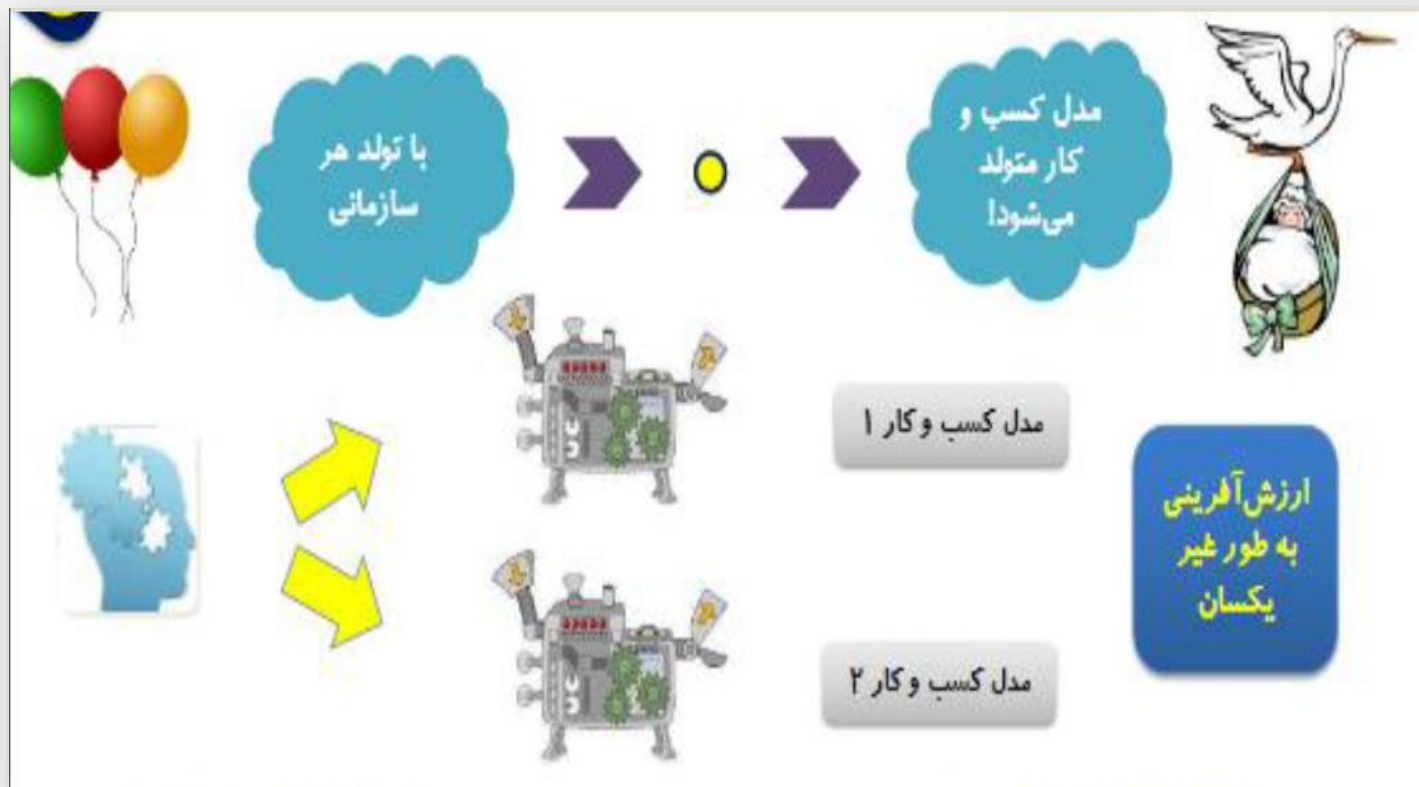 با تولد هر
سازمانی
مدل کسب و
کار متولد
می‌شود!
مدل کسب و کار ۱
ارزش‌آفرینی
به طور غیر
یکسان
مدل کسب و کار ۲